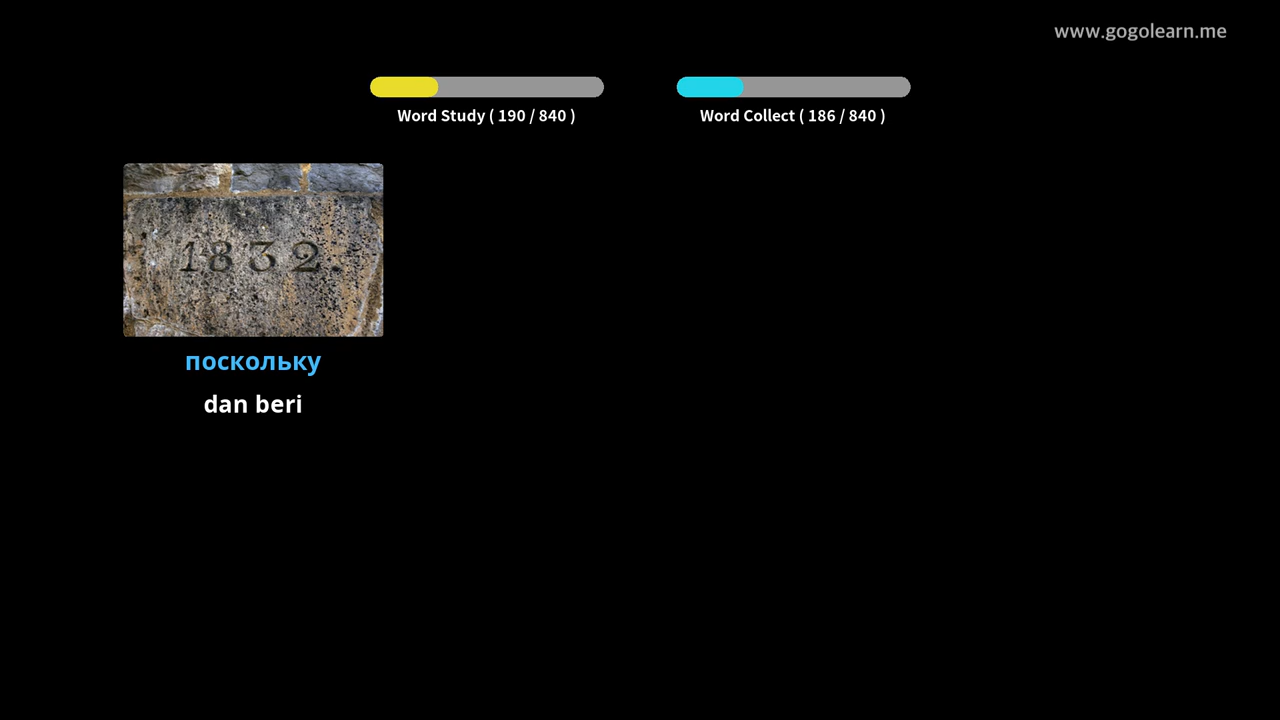 www.gogolearn.me
Word Study ( 190 / 840 )
Word Collect ( 186 / 840 )
1832.
поскольку
dan beri